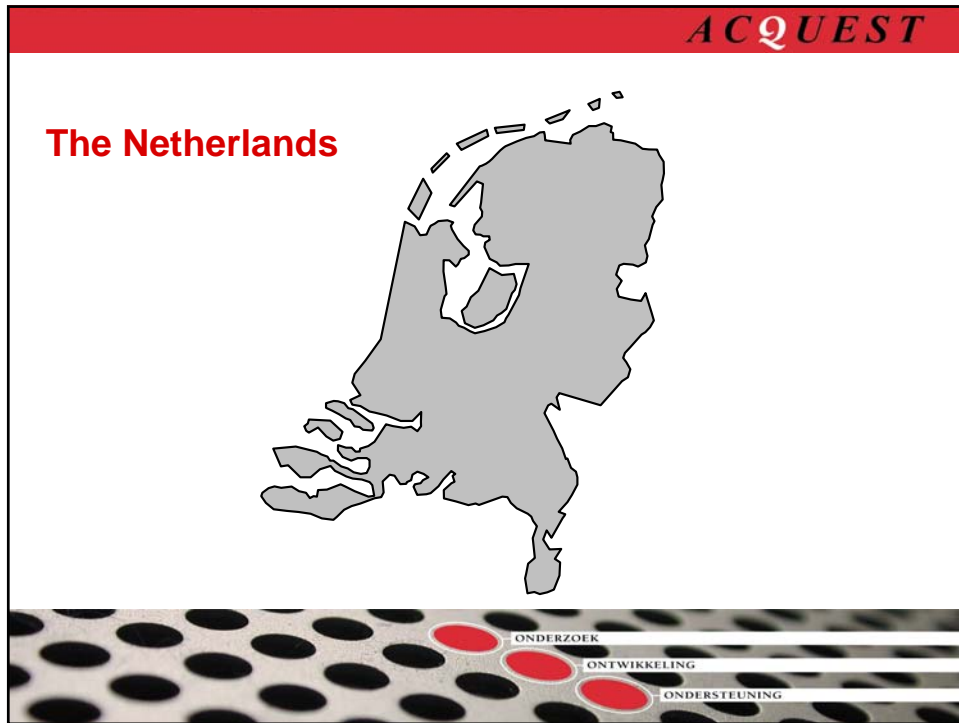 ACQUEST
The Netherlands
ONDERZOEK
ONTWIKKELING
ONDERSTEUNING